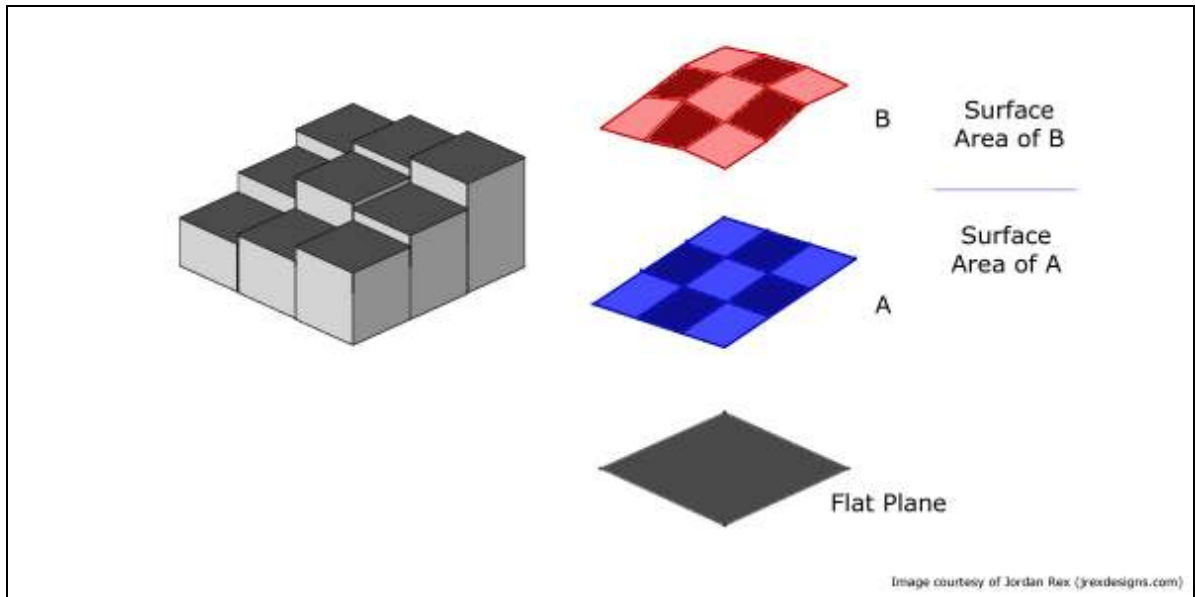 B
Surface
Area of B
Surface
Area of A
A
Flat Plane
Image courtesy of Jordan Rex (jrexdesigns.com)